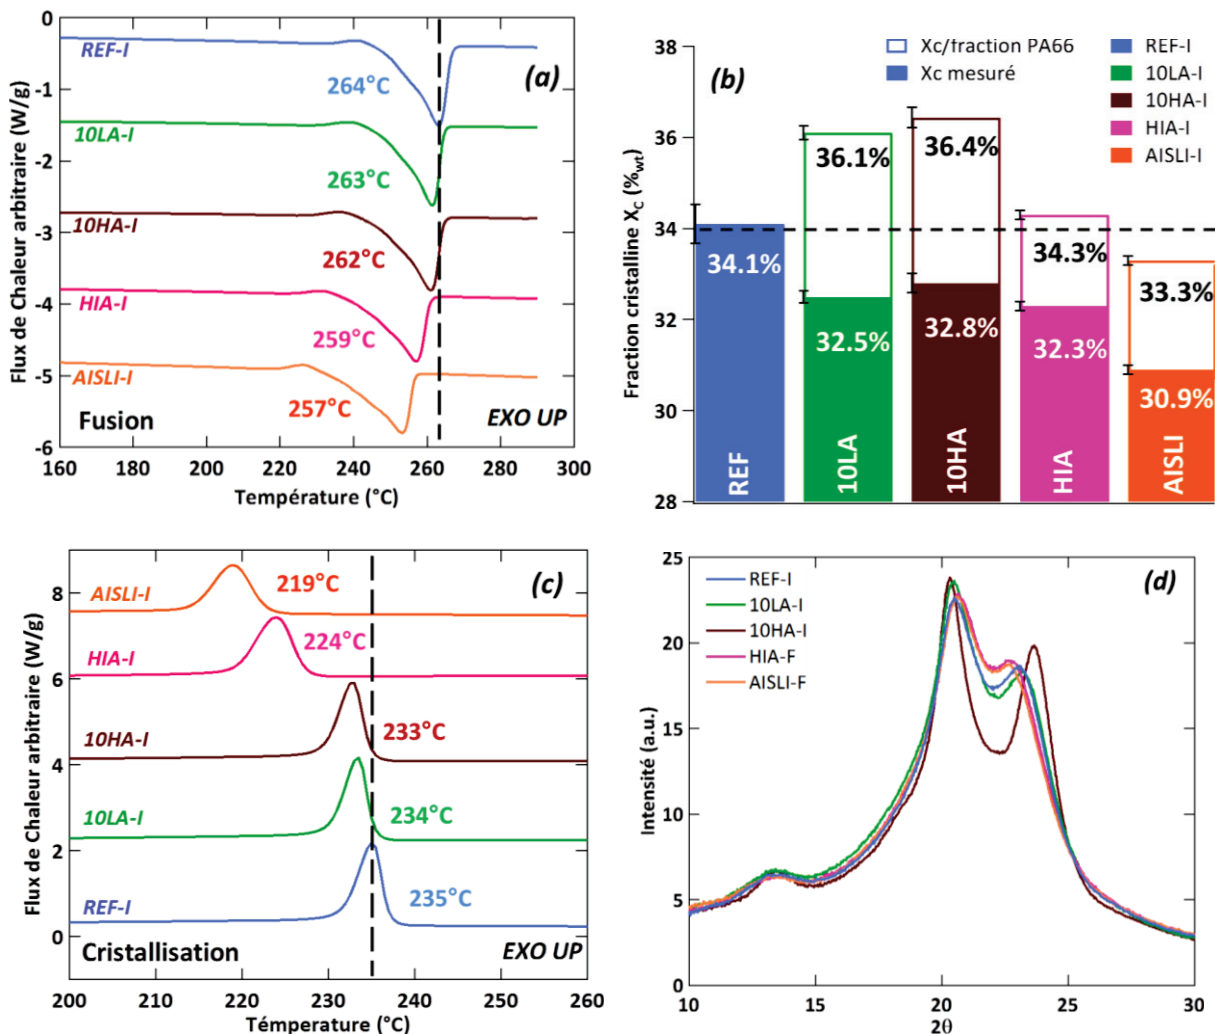 0
-1
-2
-3
-4
-5
-6
Flux de Chaleur arbitraire (W/g)
REF-I
(a)
264°C
10LA-I
263°C
10HA-I
262°C
HIA-I
259°C
AISLI-I
257°C
Fusion
EXO UP
160 180 200 220 240 260 280 300
Température (°C)
38
36
34
32
30
28
Fraction cristalline X_C (%wt)
(b)
Xc/fraction PA66
Xc mesuré
REF-I
10LA-I
10HA-I
HIA-I
AISLI-I
36.1%
36.4%
34.1%
34.3%
33.3%
32.5%
32.8%
32.3%
30.9%
REF
10LA
10HA
HIA
AISLI
8
6
4
2
0
Flux de Chaleur arbitraire (W/g)
AISLI-I
219°C
(c)
HIA-I
224°C
10HA-I
233°C
10LA-I
234°C
REF-I
235°C
Cristallisation
EXO UP
200 210 220 230 240 250 260
Témperature (°C)
25
20
15
10
5
0
Intensité (a.u.)
REF-I
10LA-I
10HA-I
HIA-F
AISLI-F
(d)
10 15 20 25 30
2θ